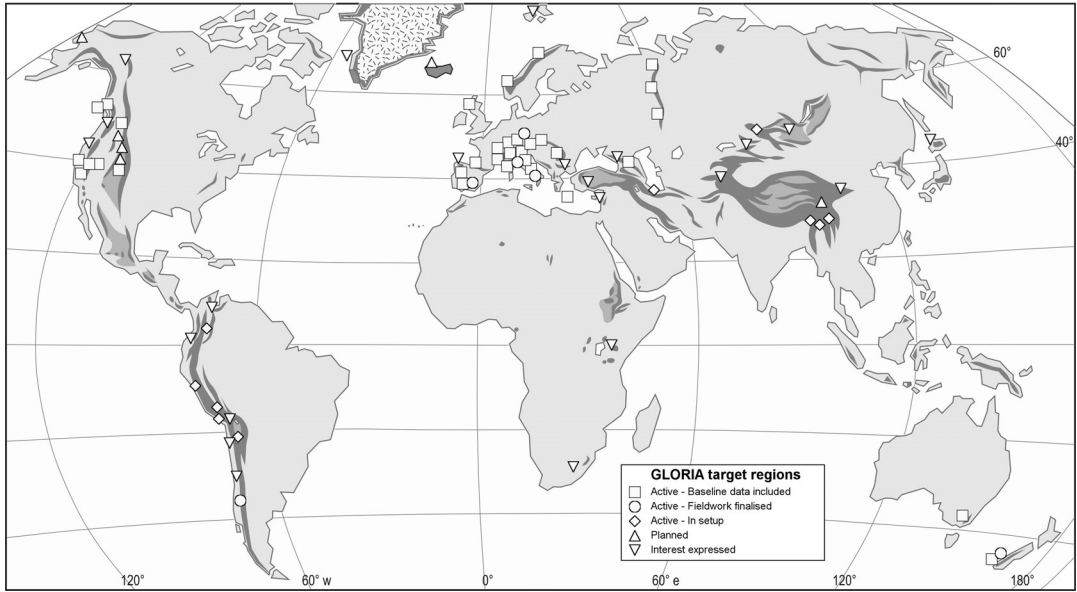 60°
40°
GLORIA target regions
Active - Baseline data included
Active - Fieldwork finalised
Active - In setup
Planned
Interest expressed
120°
60° w
0°
60° e
120°
180°